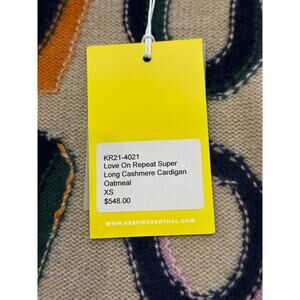 KR21-4021
Love On Repeat Super
Long Cashmere Cardigan
Oatmeal
XS
$548.00
WWW.KERRIROSENTHAL.COM